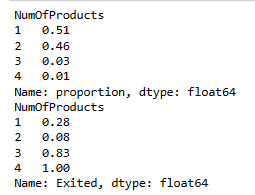 NumOfProducts
1    0.51
2    0.46
3    0.03
4    0.01
Name: proportion, dtype: float64
NumOfProducts
1    0.28
2    0.08
3    0.83
4    1.00
Name: Exited, dtype: float64